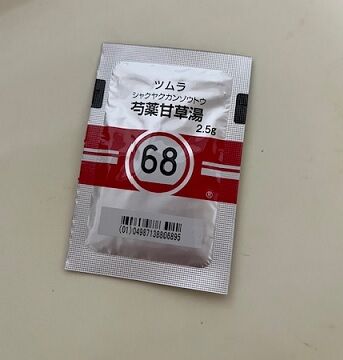 ツムラ
シャクヤクカンゾウトウ
芍薬甘草湯
2.5g
68
®
(01)04987138806895